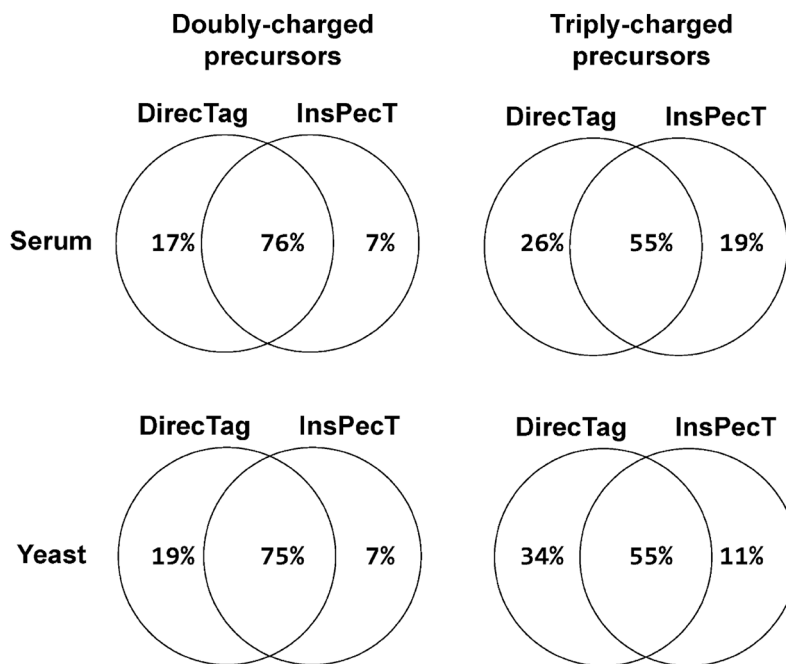 Doubly-charged
precursors
Triply-charged
precursors
DirecTag InsPecT
DirecTag InsPecT
Serum
17% 76% 7%
26% 55% 19%
DirecTag InsPecT
DirecTag InsPecT
Yeast
19% 75% 7%
34% 55% 11%